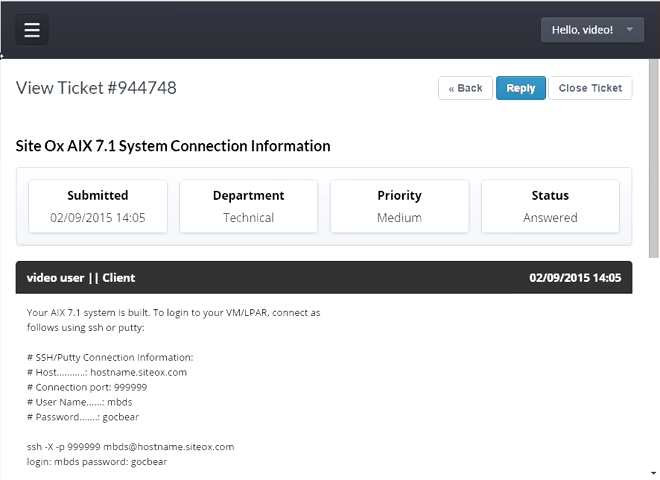 Hello, video!
View Ticket #944748
« Back Reply Close Ticket
Site Ox AIX 7.1 System Connection Information
Submitted Department Priority Status
02/09/2015 14:05 Technical Medium Answered
video user || Client 02/09/2015 14:05
Your AIX 7.1 system is built. To login to your VM/LPAR, connect as
follows using ssh or putty:
# SSH/Putty Connection Information:
# Host...........: hostname.siteox.com
# Connection port: 999999
# User Name......: mbds
# Password.......: gocbear
ssh -X -p 999999 mbds@hostname.siteox.com
login: mbds password: gocbear